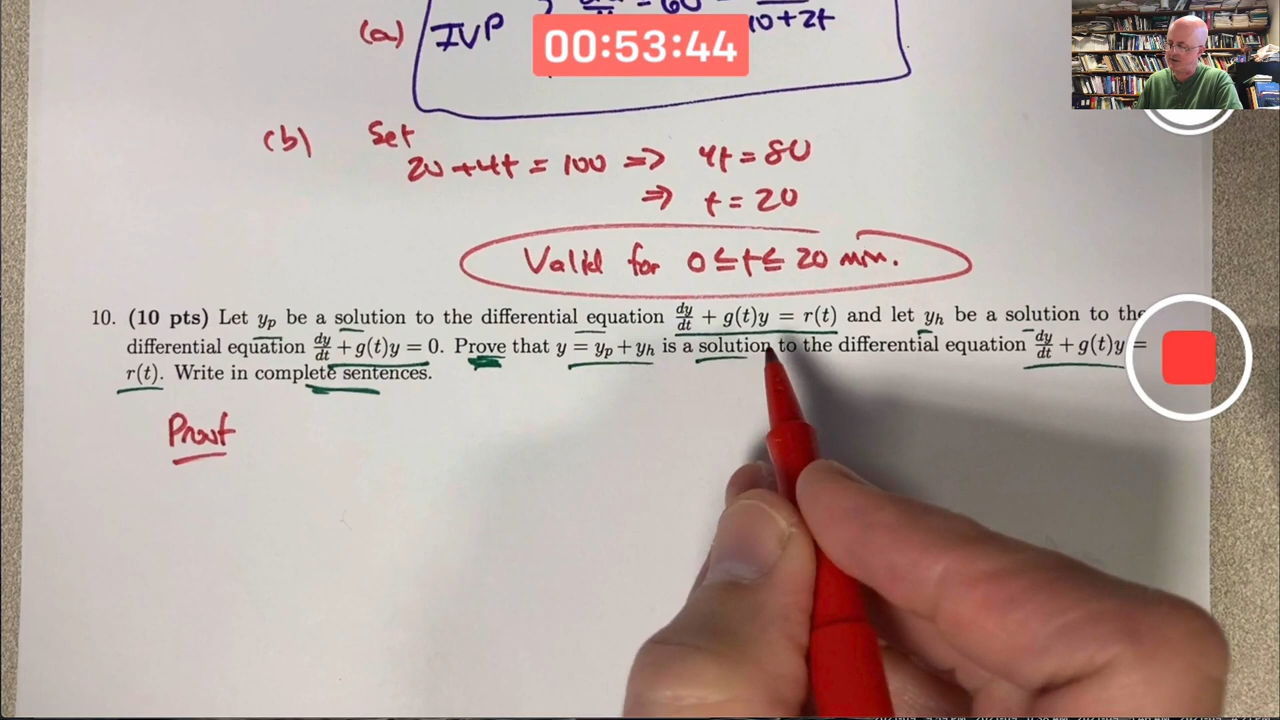 00:53:44
(a) IVP = 60 - 10+2t
(b) Set
20+4t = 100 => 4t = 80
=> t = 20
Valid for 0 ≤ t ≤ 20 min.
10. (10 pts) Let yₚ be a solution to the differential equation dy/dt + g(t)y = r(t) and let yₕ be a solution to the
differential equation dy/dt + g(t)y = 0. Prove that y = yₚ + yₕ is a solution to the differential equation dy/dt + g(t)y =
r(t). Write in complete sentences.
Proof